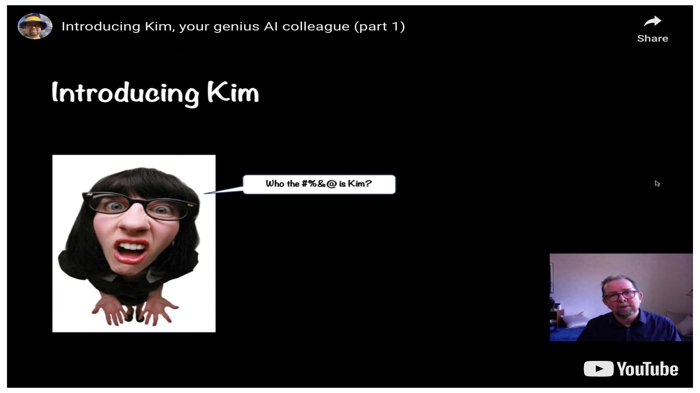 Introducing Kim, your genius AI colleague (part 1)
Share
Introducing Kim
Who the #%&@ is Kim?
YouTube